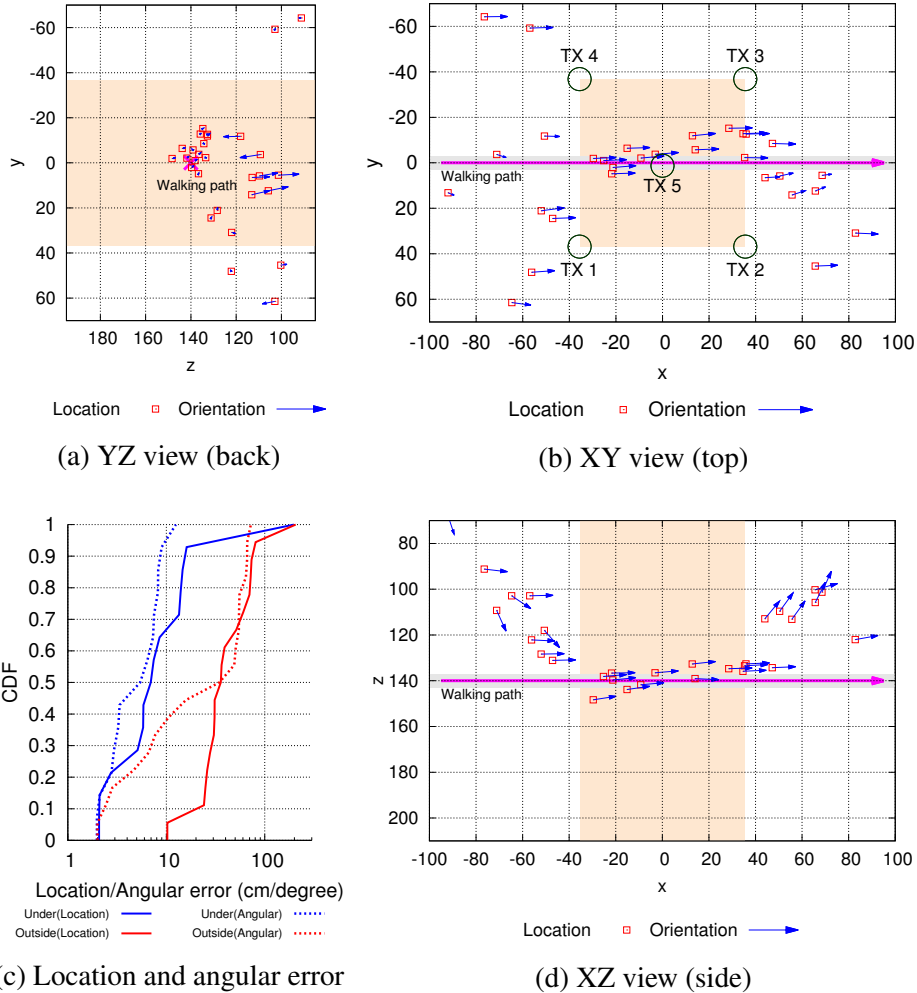 -60
-40
-20
0
20
40
60
y
Walking path
180 160 140 120 100
z
Location Orientation
(a) YZ view (back)
-60
-40
-20
0
20
40
60
y
TX 4 TX 3
Walking path
TX 5
TX 1 TX 2
-100 -80 -60 -40 -20 0 20 40 60 80 100
x
Location Orientation
(b) XY view (top)
1
0.9
0.8
0.7
0.6
0.5
0.4
0.3
0.2
0.1
0
CDF
1 10 100
Location/Angular error (cm/degree)
Under(Location) Under(Angular)
Outside(Location) Outside(Angular)
c) Location and angular error
80
100
120
140
160
180
200
z
Walking path
-100 -80 -60 -40 -20 0 20 40 60 80 100
x
Location Orientation
(d) XZ view (side)